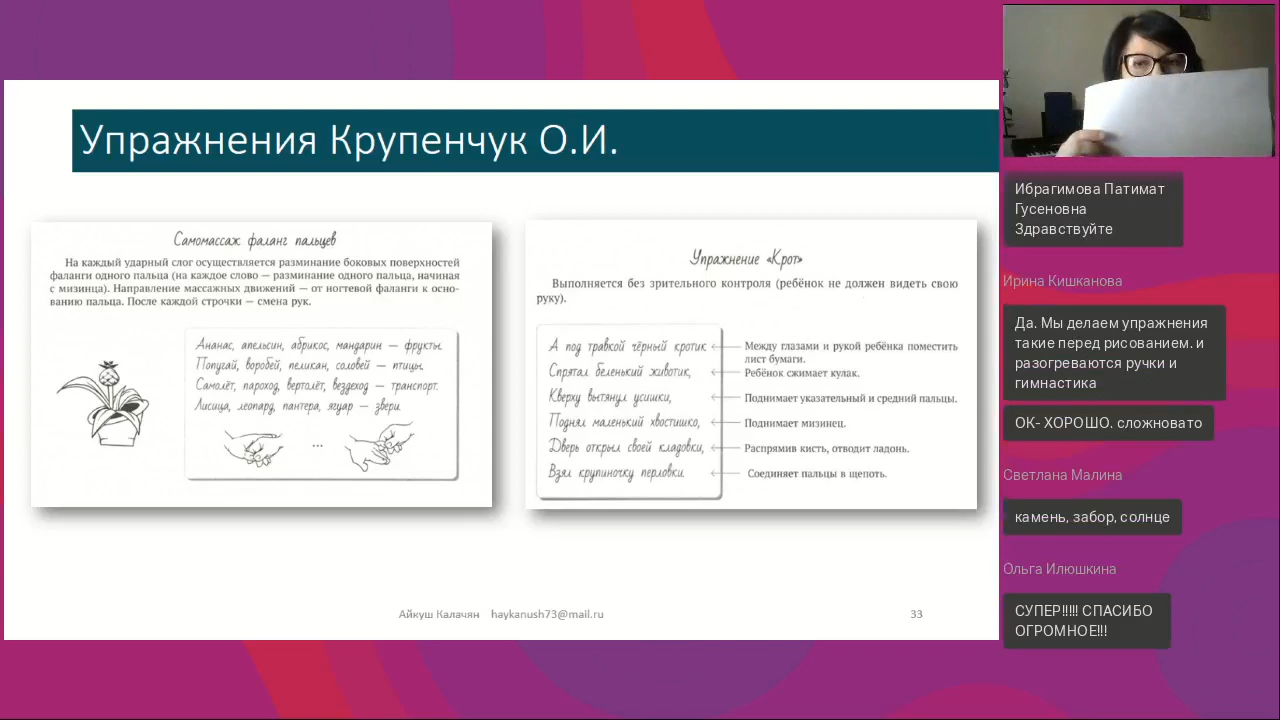 Упражнения Крупенчук О.И.
Самомассаж фаланг пальцев
На каждый ударный слог осуществляется разминание боковых поверхностей
фаланги одного пальца (на каждое слово — разминание одного пальца, начиная
с мизинца). Направление массажных движений — от ногтевой фаланги к осно-
ванию пальца. После каждой строчки — смена рук.
Ананас, апельсин, абрикос, мандарин — фрукты.
Попугай, воробей, пеликан, соловей — птицы.
Самолёт, пароход, вертолёт, вездеход — транспорт.
Лисица, леопард, пантера, ягуар — звери.
...
Упражнение «Крот»
Выполняется без зрительного контроля (ребёнок не должен видеть свою
руку).
А под травкой чёрный кротик
Между глазами и рукой ребёнка поместить
лист бумаги.
Спрятал беленький животик,
Ребёнок сжимает кулак.
Кверху вытянул усишки,
Поднимает указательный и средний пальцы.
Поднял маленький хвостишко,
Поднимает мизинец.
Дверь открыл своей кладовки,
Распрямив кисть, отводит ладонь.
Взял крупиночку перловки.
Соединяет пальцы в щепоть.
Айкуш Калачян haykanush73@mail.ru
33
Ибрагимова Патимат
Гусеновна
Здравствуйте
Ирина Кишканова
Да. Мы делаем упражнения
такие перед рисованием. и
разогреваются ручки и
гимнастика
ОК- ХОРОШО. сложновато
Светлана Малина
камень, забор, солнце
Ольга Илюшкина
СУПЕР!!!!! СПАСИБО
ОГРОМНОЕ!!!